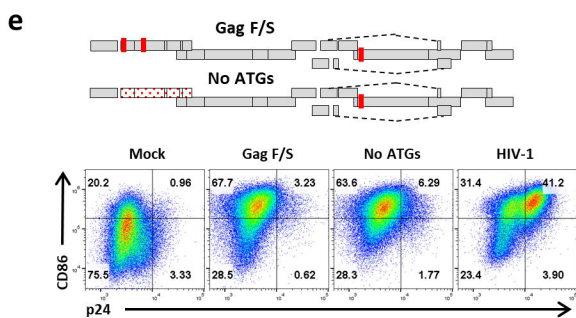 e
Gag F/S
No ATGs
Mock Gag F/S No ATGs HIV-1
20.2 0.96 67.7 3.23 63.6 6.29 31.4 41.2
75.5 3.33 28.5 0.62 28.3 1.77 23.4 3.90
CD86
p24